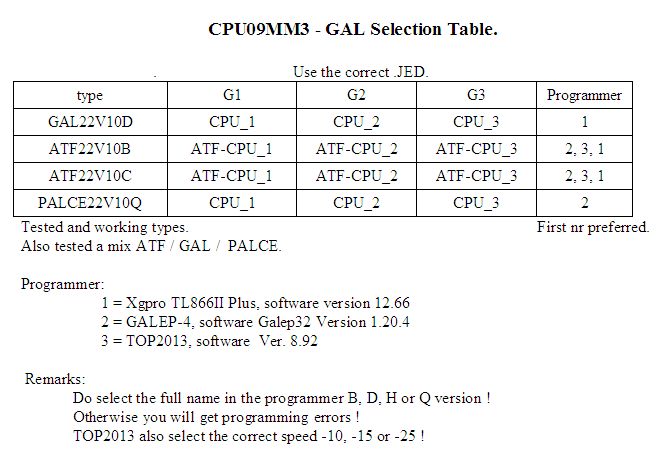 CPU09MM3 - GAL Selection Table.
. Use the correct .JED.
type G1 G2 G3 Programmer
GAL22V10D CPU_1 CPU_2 CPU_3 1
ATF22V10B ATF-CPU_1 ATF-CPU_2 ATF-CPU_3 2, 3, 1
ATF22V10C ATF-CPU_1 ATF-CPU_2 ATF-CPU_3 2, 3, 1
PALCE22V10Q CPU_1 CPU_2 CPU_3 2
Tested and working types. First nr preferred.
Also tested a mix ATF / GAL / PALCE.
Programmer:
1 = Xgpro TL866II Plus, software version 12.66
2 = GALEP-4, software Galep32 Version 1.20.4
3 = TOP2013, software Ver. 8.92
Remarks:
Do select the full name in the programmer B, D, H or Q version !
Otherwise you will get programming errors !
TOP2013 also select the correct speed -10, -15 or -25 !